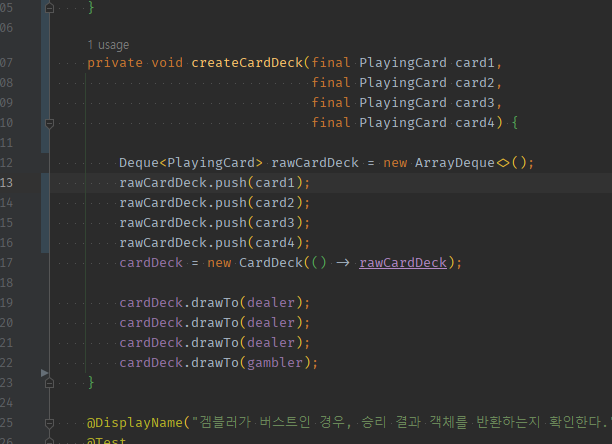 05 }
06
1 usage
07 private void createCardDeck(final PlayingCard card1,
08 final PlayingCard card2,
09 final PlayingCard card3,
10 final PlayingCard card4) {
11
12 Deque<PlayingCard> rawCardDeck = new ArrayDeque<>();
13 rawCardDeck.push(card1);
14 rawCardDeck.push(card2);
15 rawCardDeck.push(card3);
16 rawCardDeck.push(card4);
17 cardDeck = new CardDeck(() -> rawCardDeck);
18
19 cardDeck.drawTo(dealer);
20 cardDeck.drawTo(dealer);
21 cardDeck.drawTo(dealer);
22 cardDeck.drawTo(gambler);
23 }
24
25 @DisplayName("겜블러가 버스트인 경우, 승리 결과 객체를 반환하는지 확인한다.
26 @Test